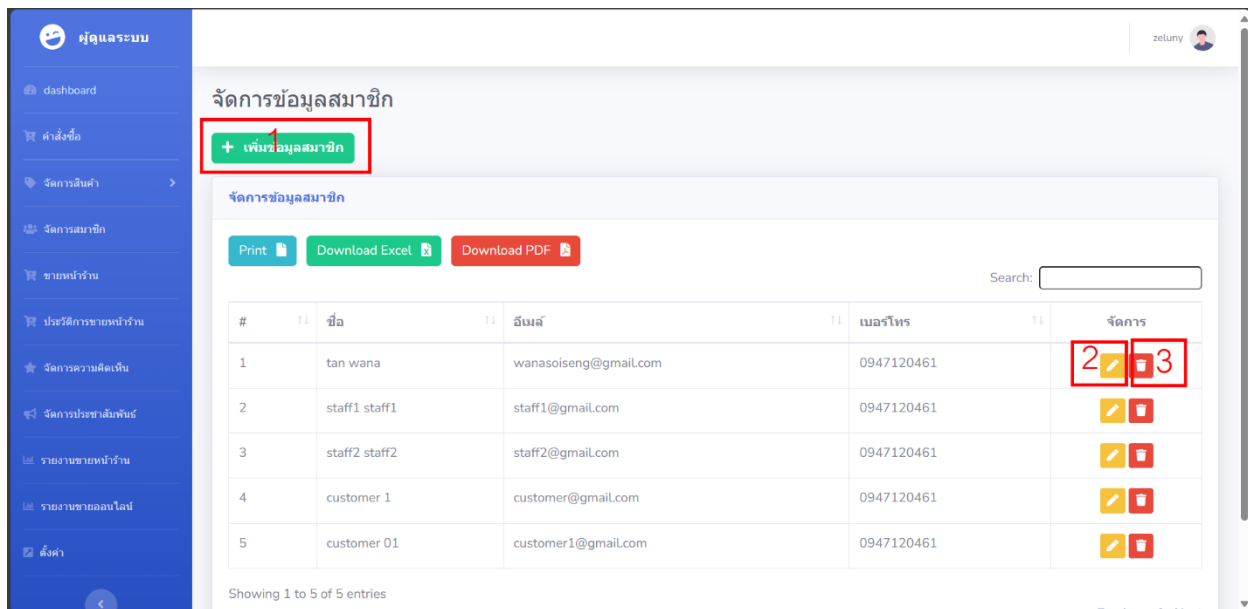 ผู้ดูแลระบบ
zeluny
dashboard
คำสั่งซื้อ
จัดการสินค้า
จัดการสมาชิก
ขายหน้าร้าน
ประวัติการขายหน้าร้าน
จัดการความคิดเห็น
จัดการประชาสัมพันธ์
รายงานขายหน้าร้าน
รายงานขายออนไลน์
ตั้งค่า
จัดการข้อมูลสมาชิก
1
+ เพิ่มข้อมูลสมาชิก
จัดการข้อมูลสมาชิก
Print Download Excel Download PDF
Search:
# ชื่อ อีเมล์ เบอร์โทร จัดการ
1 tan wana wanasoiseng@gmail.com 0947120461 2 3
2 staff1 staff1 staff1@gmail.com 0947120461
3 staff2 staff2 staff2@gmail.com 0947120461
4 customer 1 customer@gmail.com 0947120461
5 customer 01 customer1@gmail.com 0947120461
Showing 1 to 5 of 5 entries